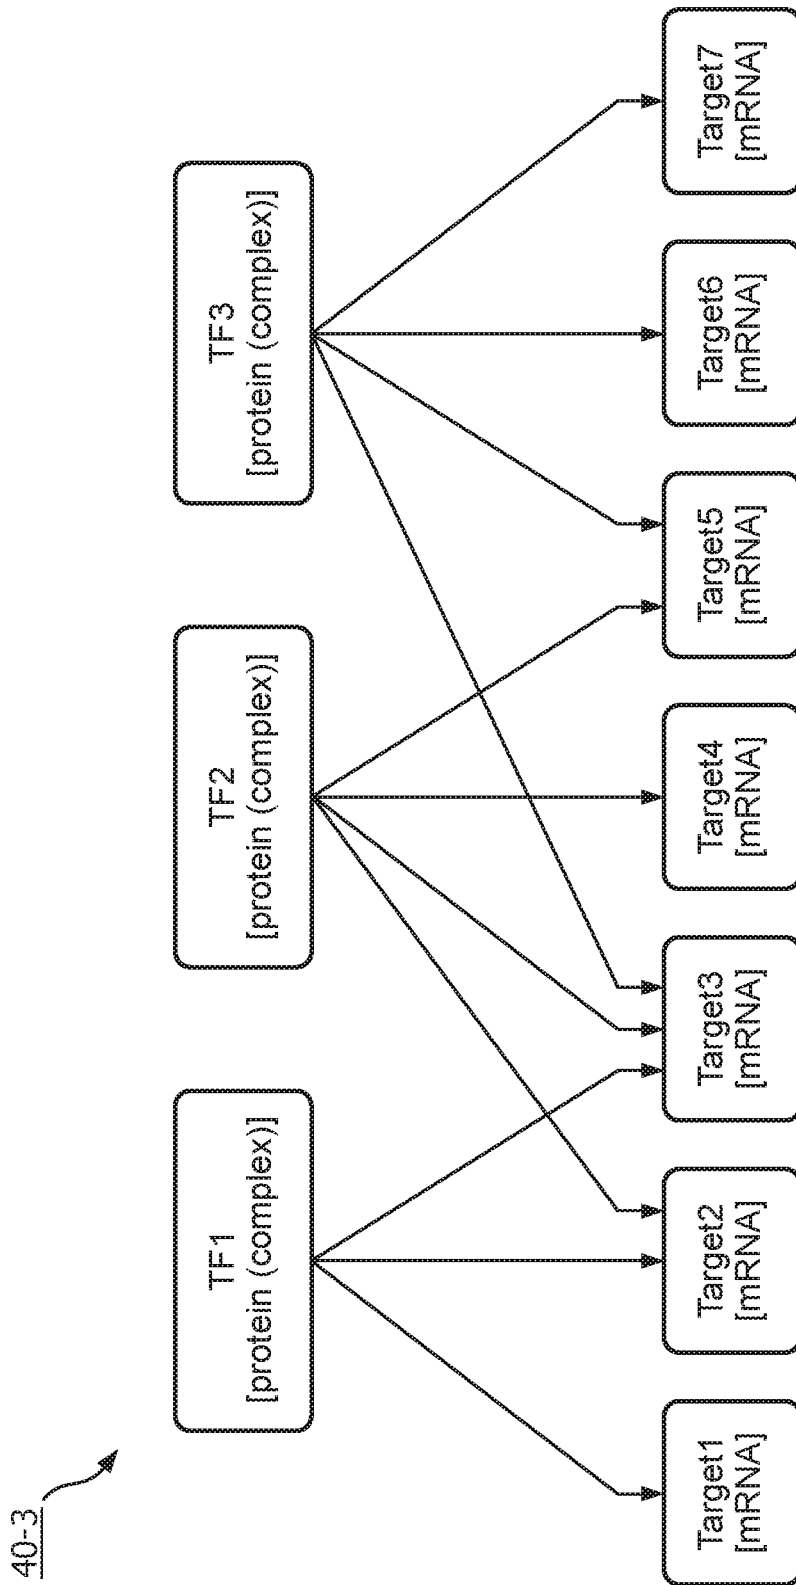 40-3
TF1
[protein (complex)]
TF2
[protein (complex)]
TF3
[protein (complex)]
Target1
[mRNA]
Target2
[mRNA]
Target3
[mRNA]
Target4
[mRNA]
Target5
[mRNA]
Target6
[mRNA]
Target7
[mRNA]